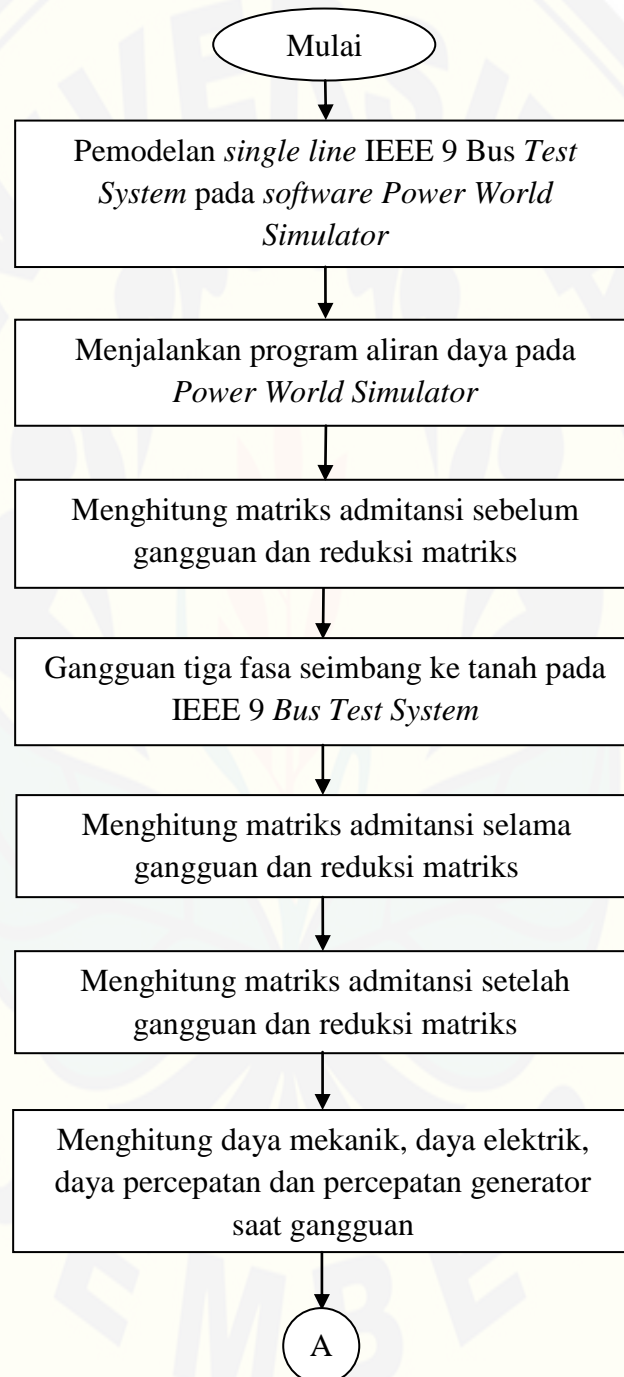 Mulai
Pemodelan single line IEEE 9 Bus Test
System pada software Power World
Simulator
Menjalankan program aliran daya pada
Power World Simulator
Menghitung matriks admitansi sebelum
gangguan dan reduksi matriks
Gangguan tiga fasa seimbang ke tanah pada
IEEE 9 Bus Test System
Menghitung matriks admitansi selama
gangguan dan reduksi matriks
Menghitung matriks admitansi setelah
gangguan dan reduksi matriks
Menghitung daya mekanik, daya elektrik,
daya percepatan dan percepatan generator
saat gangguan
A